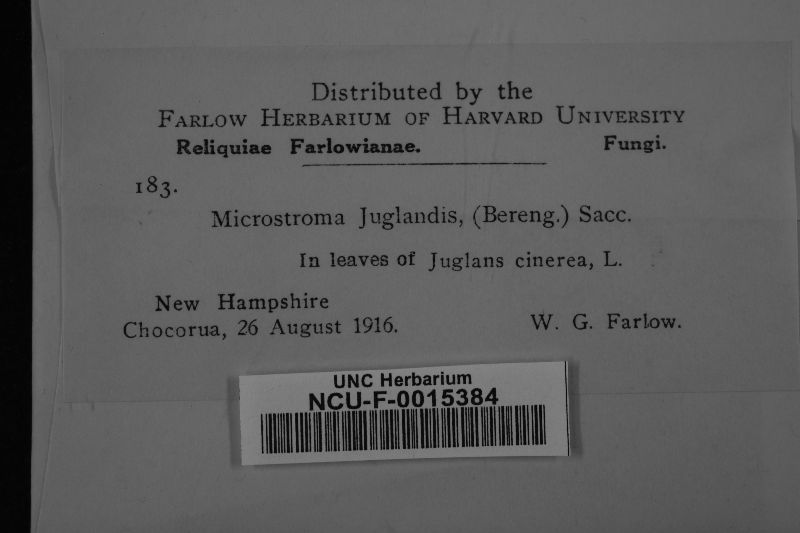 Distributed by the
FARLOW HERBARIUM OF HARVARD UNIVERSITY
Reliquiae Farlowianae. Fungi.
183.
Microstroma Juglandis, (Bereng.) Sacc.
In leaves of Juglans cinerea, L.
New Hampshire
Chocorua, 26 August 1916. W. G. Farlow.
UNC Herbarium
NCU-F-0015384